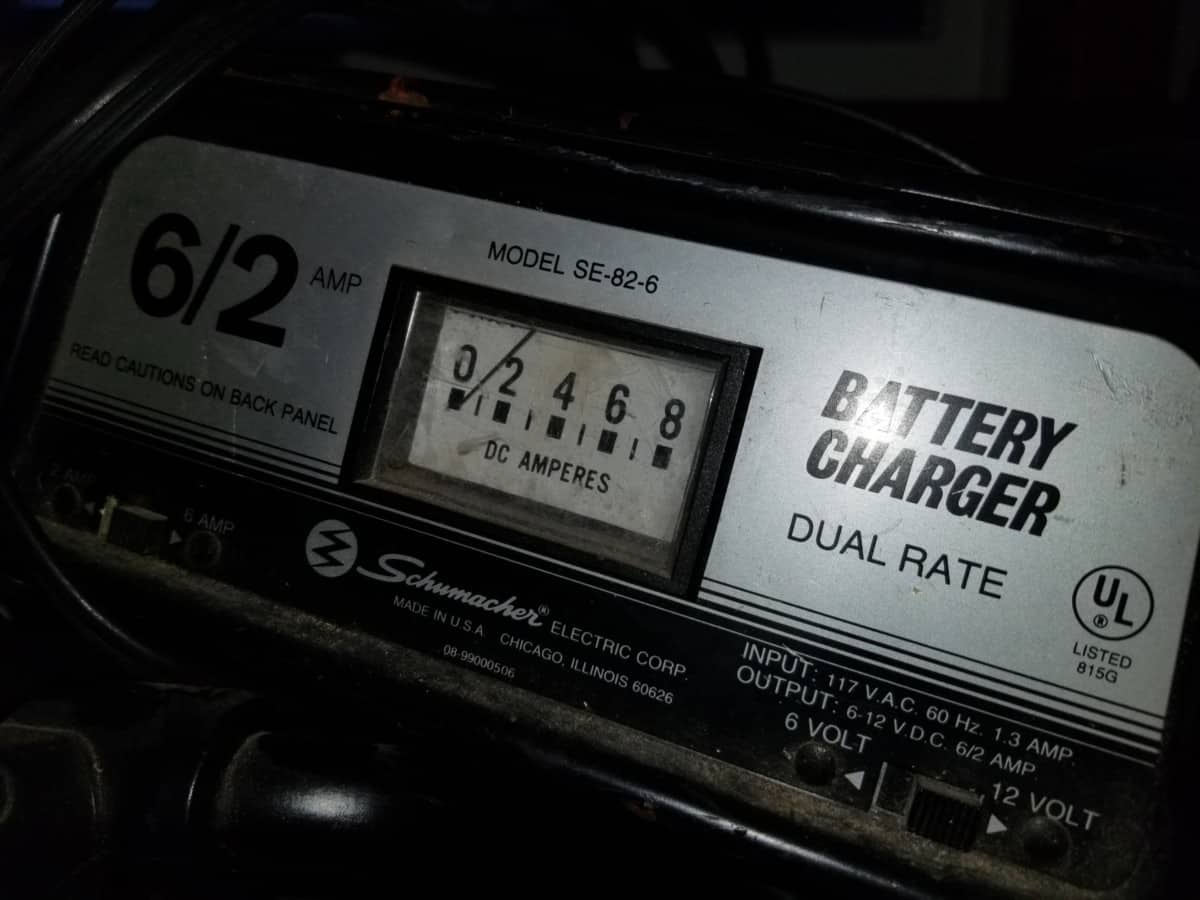 6/2 AMP
MODEL SE-82-6
READ CAUTIONS ON BACK PANEL
0 2 4 6 8
DC AMPERES
BATTERY
CHARGER
DUAL RATE
UL
®
LISTED
815G
2 AMP
6 AMP
Schumacher® ELECTRIC CORP.
MADE IN U.S.A. CHICAGO, ILLINOIS 60626
08-99000506
INPUT: 117 V.A.C. 60 Hz. 1.3 AMP.
OUTPUT: 6-12 V.D.C. 6/2 AMP.
6 VOLT
12 VOLT